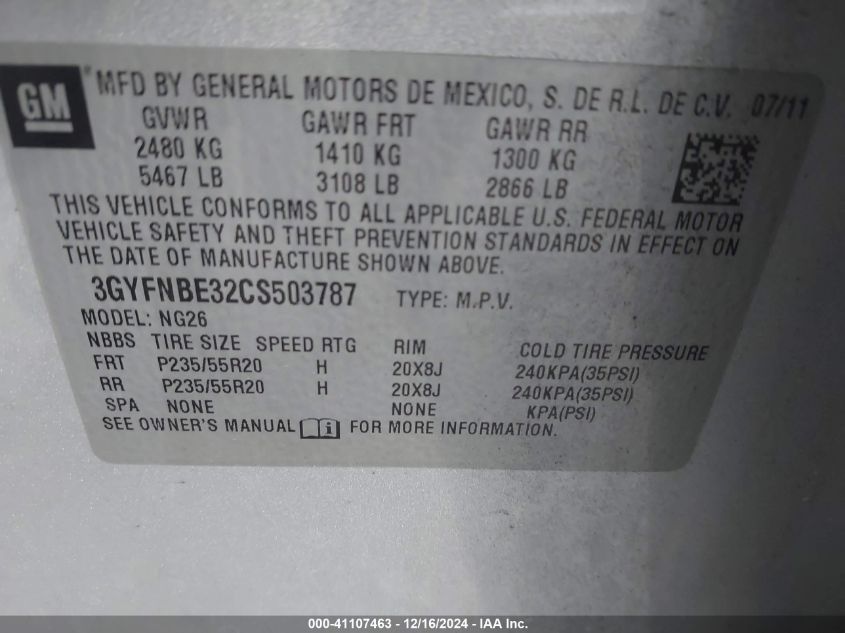 GM®
MFD BY GENERAL MOTORS DE MEXICO, S. DE R.L. DE C.V. 07/11
GVWR GAWR FRT GAWR RR
2480 KG 1410 KG 1300 KG
5467 LB 3108 LB 2866 LB
THIS VEHICLE CONFORMS TO ALL APPLICABLE U.S. FEDERAL MOTOR
VEHICLE SAFETY AND THEFT PREVENTION STANDARDS IN EFFECT ON
THE DATE OF MANUFACTURE SHOWN ABOVE.
3GYFNBE32CS503787 TYPE: M.P.V.
MODEL: NG26
NBBS TIRE SIZE SPEED RTG RIM COLD TIRE PRESSURE
FRT P235/55R20 H 20X8J 240KPA(35PSI)
RR P235/55R20 H 20X8J 240KPA(35PSI)
SPA NONE NONE KPA(PSI)
SEE OWNER'S MANUAL i FOR MORE INFORMATION.
000-41107463 - 12/16/2024 - IAA Inc.